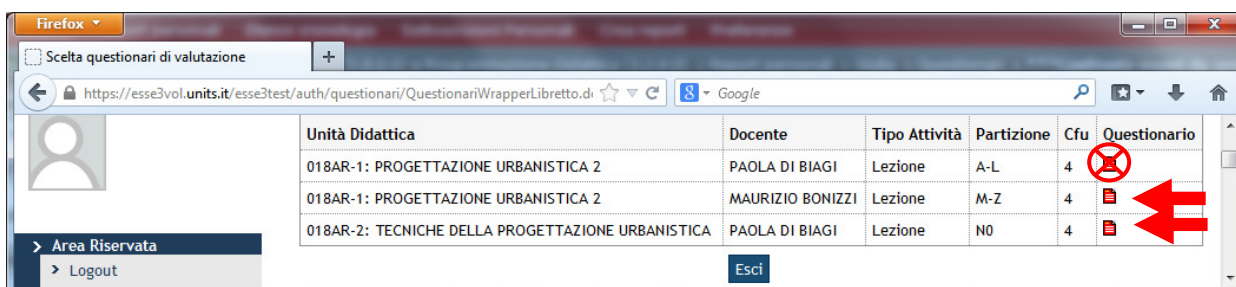 Firefox
Scelta questionari di valutazione
https://esse3vol.units.it/esse3test/auth/questionari/QuestionariWrapperLibretto.d
Google
Unità Didattica Docente Tipo Attività Partizione Cfu Questionario
018AR-1: PROGETTAZIONE URBANISTICA 2 PAOLA DI BIAGI Lezione A-L 4
018AR-1: PROGETTAZIONE URBANISTICA 2 MAURIZIO BONIZZI Lezione M-Z 4
018AR-2: TECNICHE DELLA PROGETTAZIONE URBANISTICA PAOLA DI BIAGI Lezione N0 4
Area Riservata
Logout
Esci